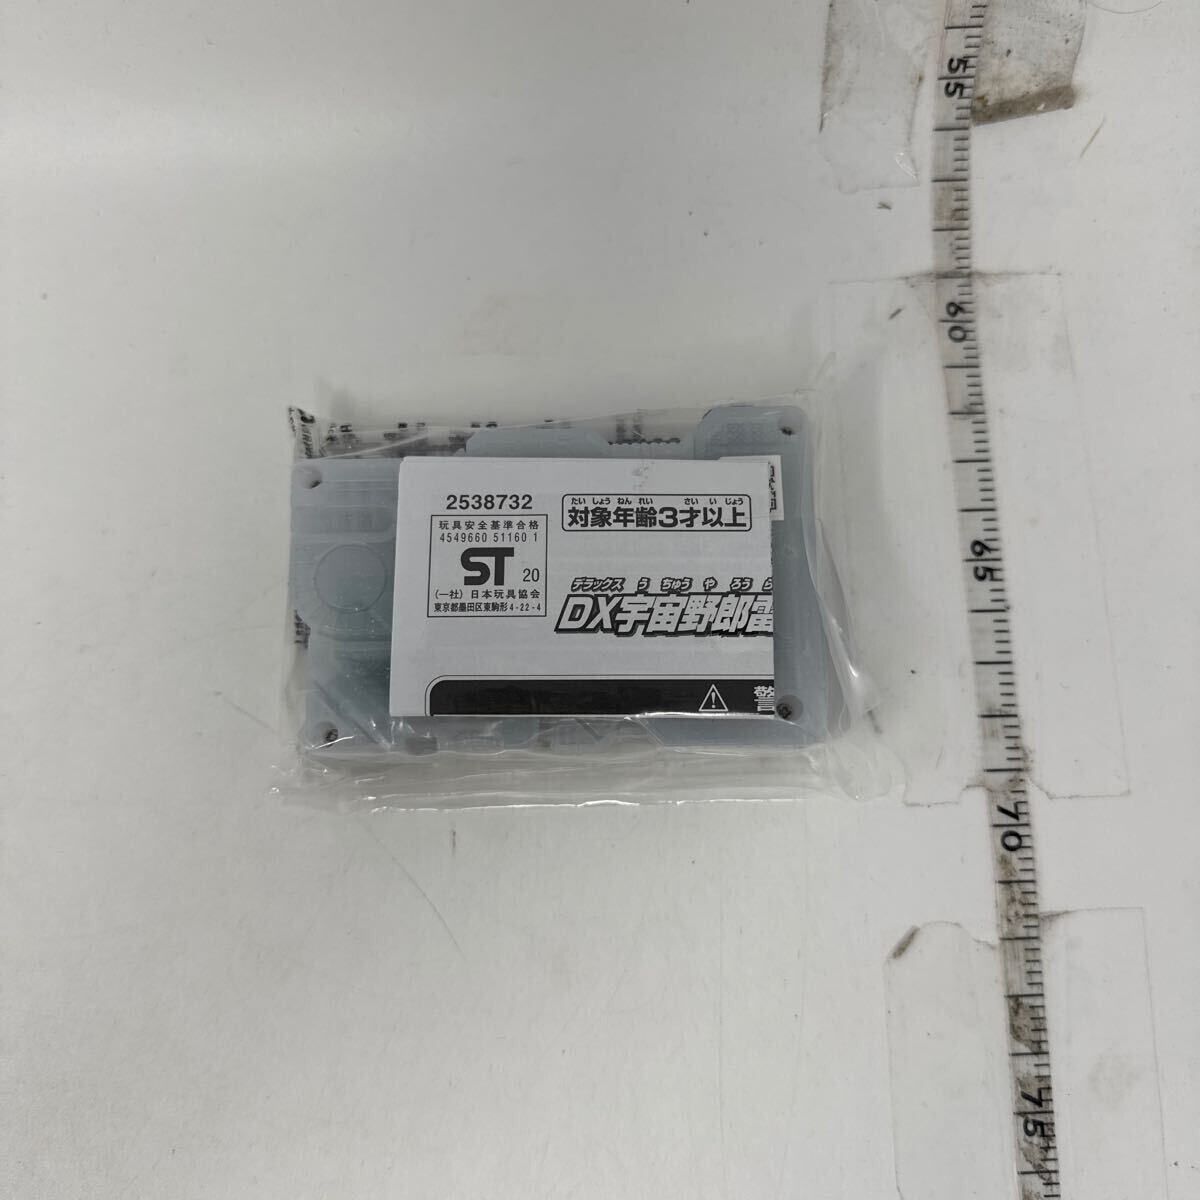 2538732
玩具安全基準合格
4549660 51160 1
ST 20
(一社) 日本玩具協会
東京都墨田区東駒形4-22-4
たい しょう ねん れい さい い じょう
対象年齢3才以上
デラックス う ちゅう や ろう ら
DX宇宙野郎雷
警
55
60
65
70
75